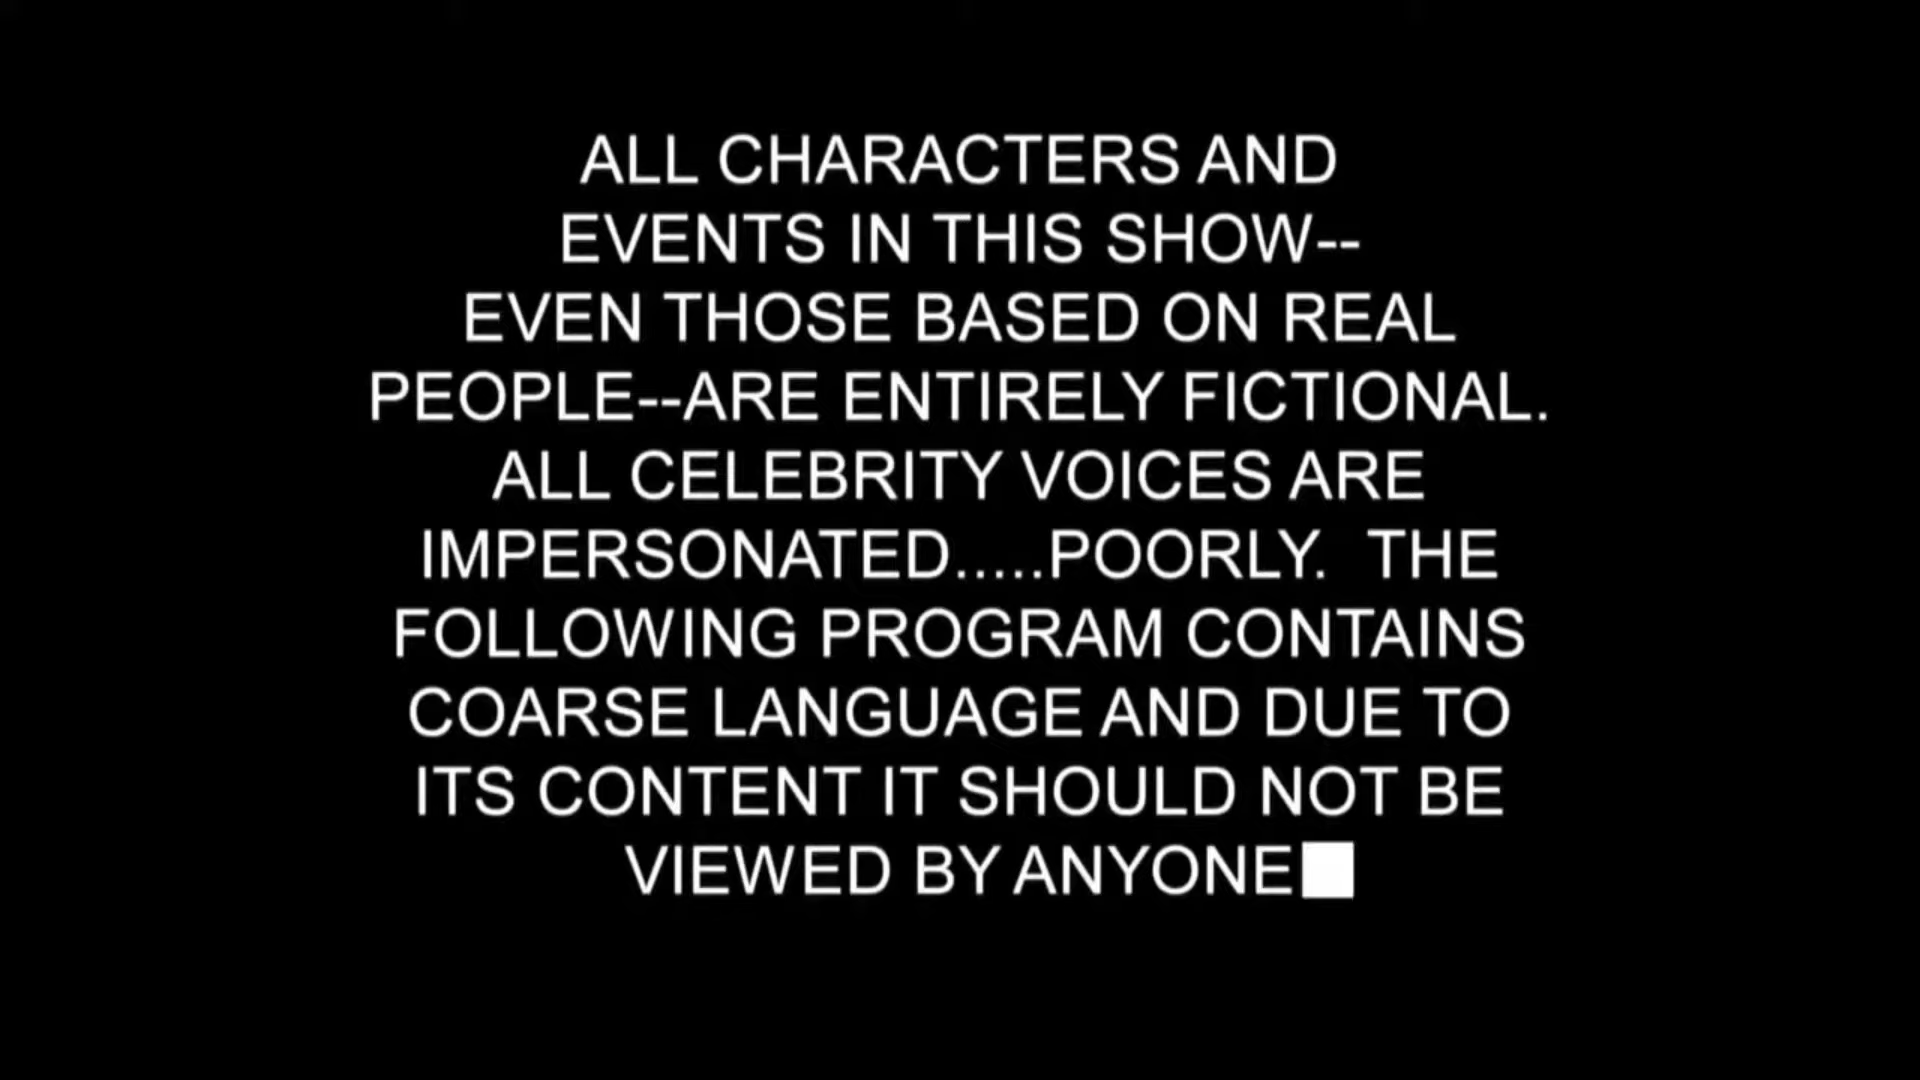 ALL CHARACTERS AND
EVENTS IN THIS SHOW--
EVEN THOSE BASED ON REAL
PEOPLE--ARE ENTIRELY FICTIONAL.
ALL CELEBRITY VOICES ARE
IMPERSONATED.....POORLY.  THE
FOLLOWING PROGRAM CONTAINS
COARSE LANGUAGE AND DUE TO
ITS CONTENT IT SHOULD NOT BE
VIEWED BY ANYONE■